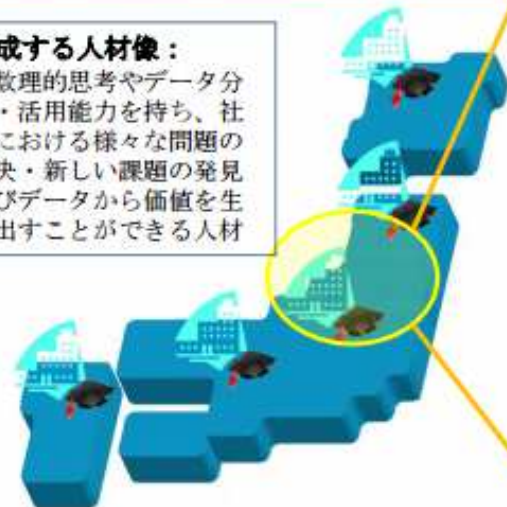 成する人材像：
数理的思考やデータ分
・活用能力を持ち、社
における様々な問題の
決・新しい課題の発見
びデータから価値を生
出すことができる人材